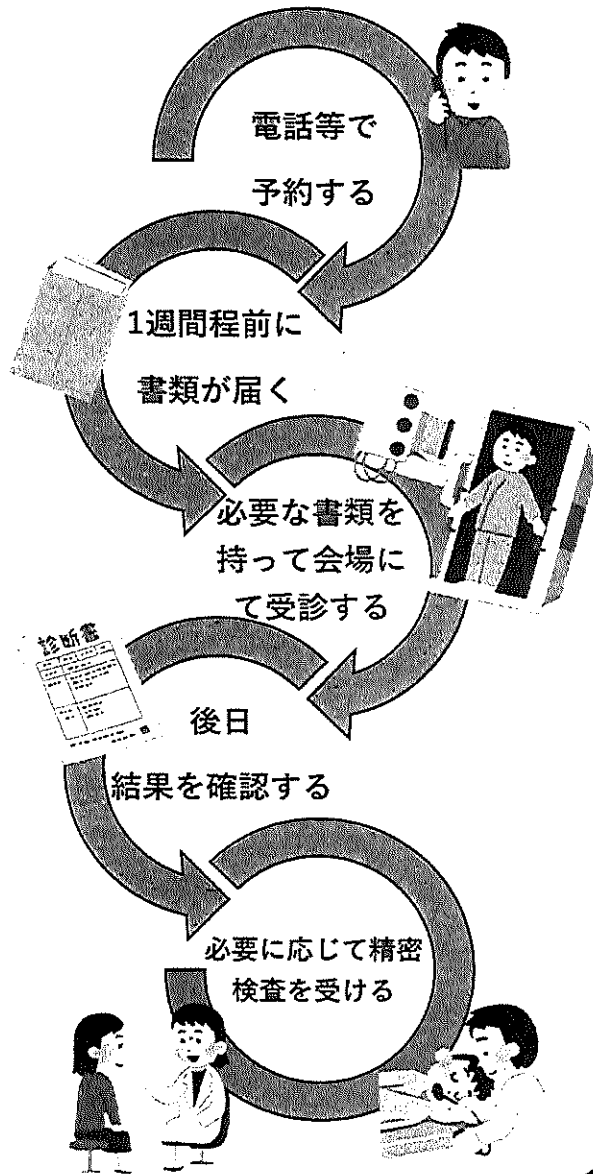 電話等で
予約する
1週間程前に
書類が届く
必要な書類を
持って会場に
て受診する
診断書
後日
結果を確認する
必要に応じて精密
検査を受ける